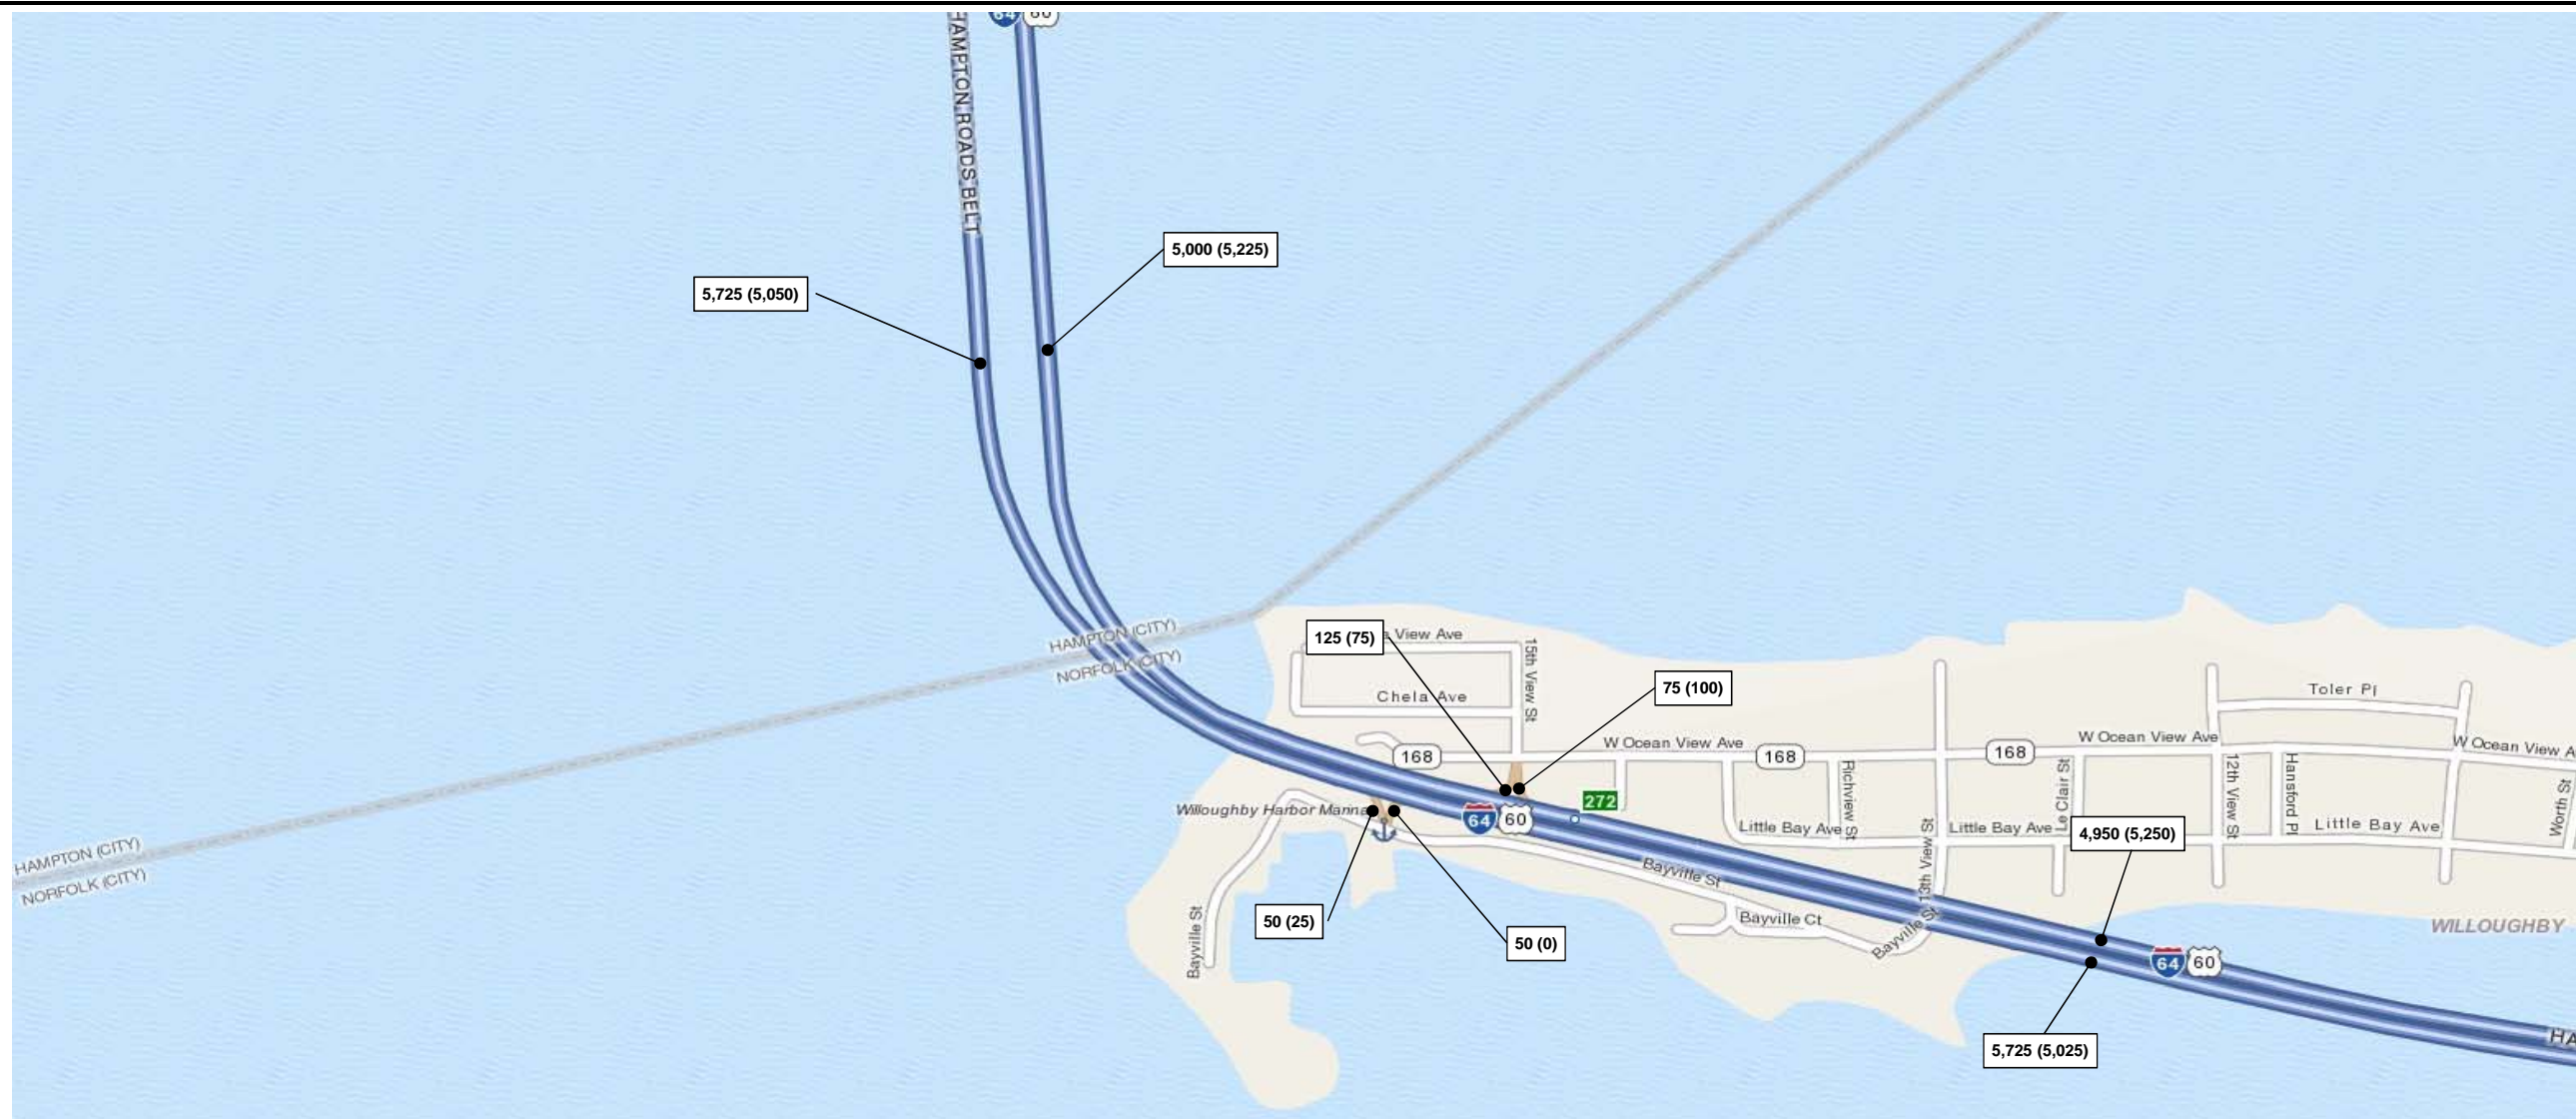 64 60
HAMPTON ROADS BELT
5,000 (5,225)
5,725 (5,050)
HAMPTON (CITY)
NORFOLK (CITY)
125 (75)
View Ave
15th View St
Chela Ave
75 (100)
Toler Pl
168
W Ocean View Ave
168
168
W Ocean View Ave
W Ocean View A
Richview St
Le Clair St
12th View St
Hansford Pl
Worth St
272
Willoughby Harbor Marina
64 60
Little Bay Ave
Little Bay Ave
Little Bay Ave
4,950 (5,250)
13th View St
HAMPTON (CITY)
NORFOLK (CITY)
Bayville St
50 (25)
50 (0)
Bayville Ct
Bayville St
Bayville St
WILLOUGHBY
64 60
5,725 (5,025)
HA